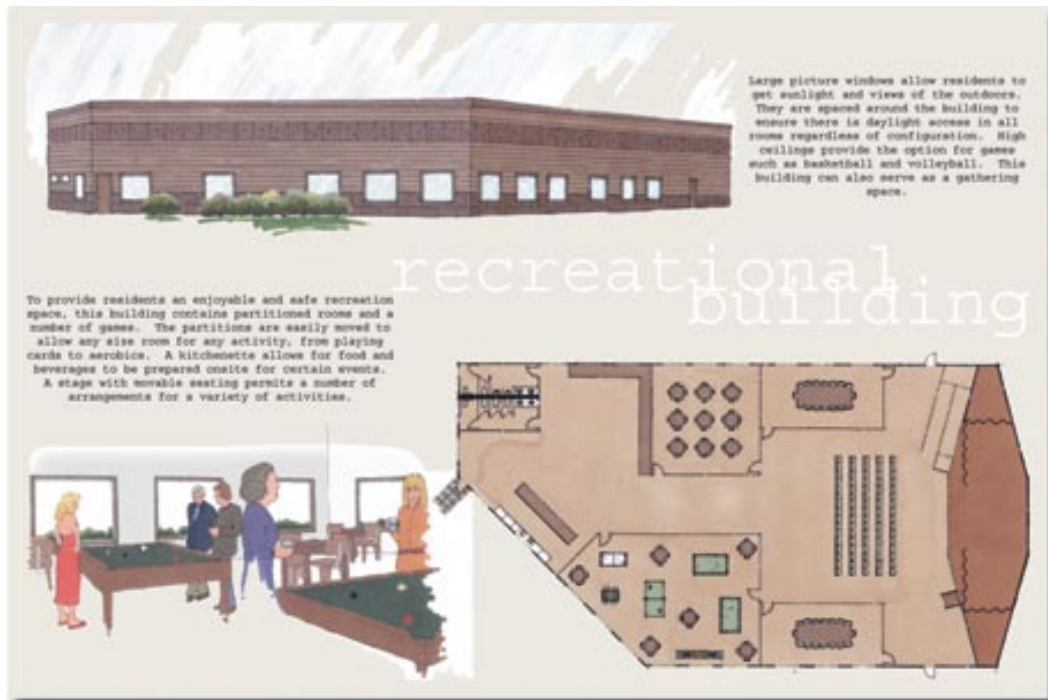 Large picture windows allow residents to
get sunlight and views of the outdoors.
They are spaced around the building to
ensure there is daylight access in all
rooms regardless of configuration. High
ceilings provide the option for games
such as basketball and volleyball. This
building can also serve as a gathering
space.
recreational
building
To provide residents an enjoyable and safe recreation
space, this building contains partitioned rooms and a
number of games. The partitions are easily moved to
allow any size room for any activity, from playing
cards to aerobics. A kitchenette allows for food and
beverages to be prepared onsite for certain events.
A stage with movable seating permits a number of
arrangements for a variety of activities.